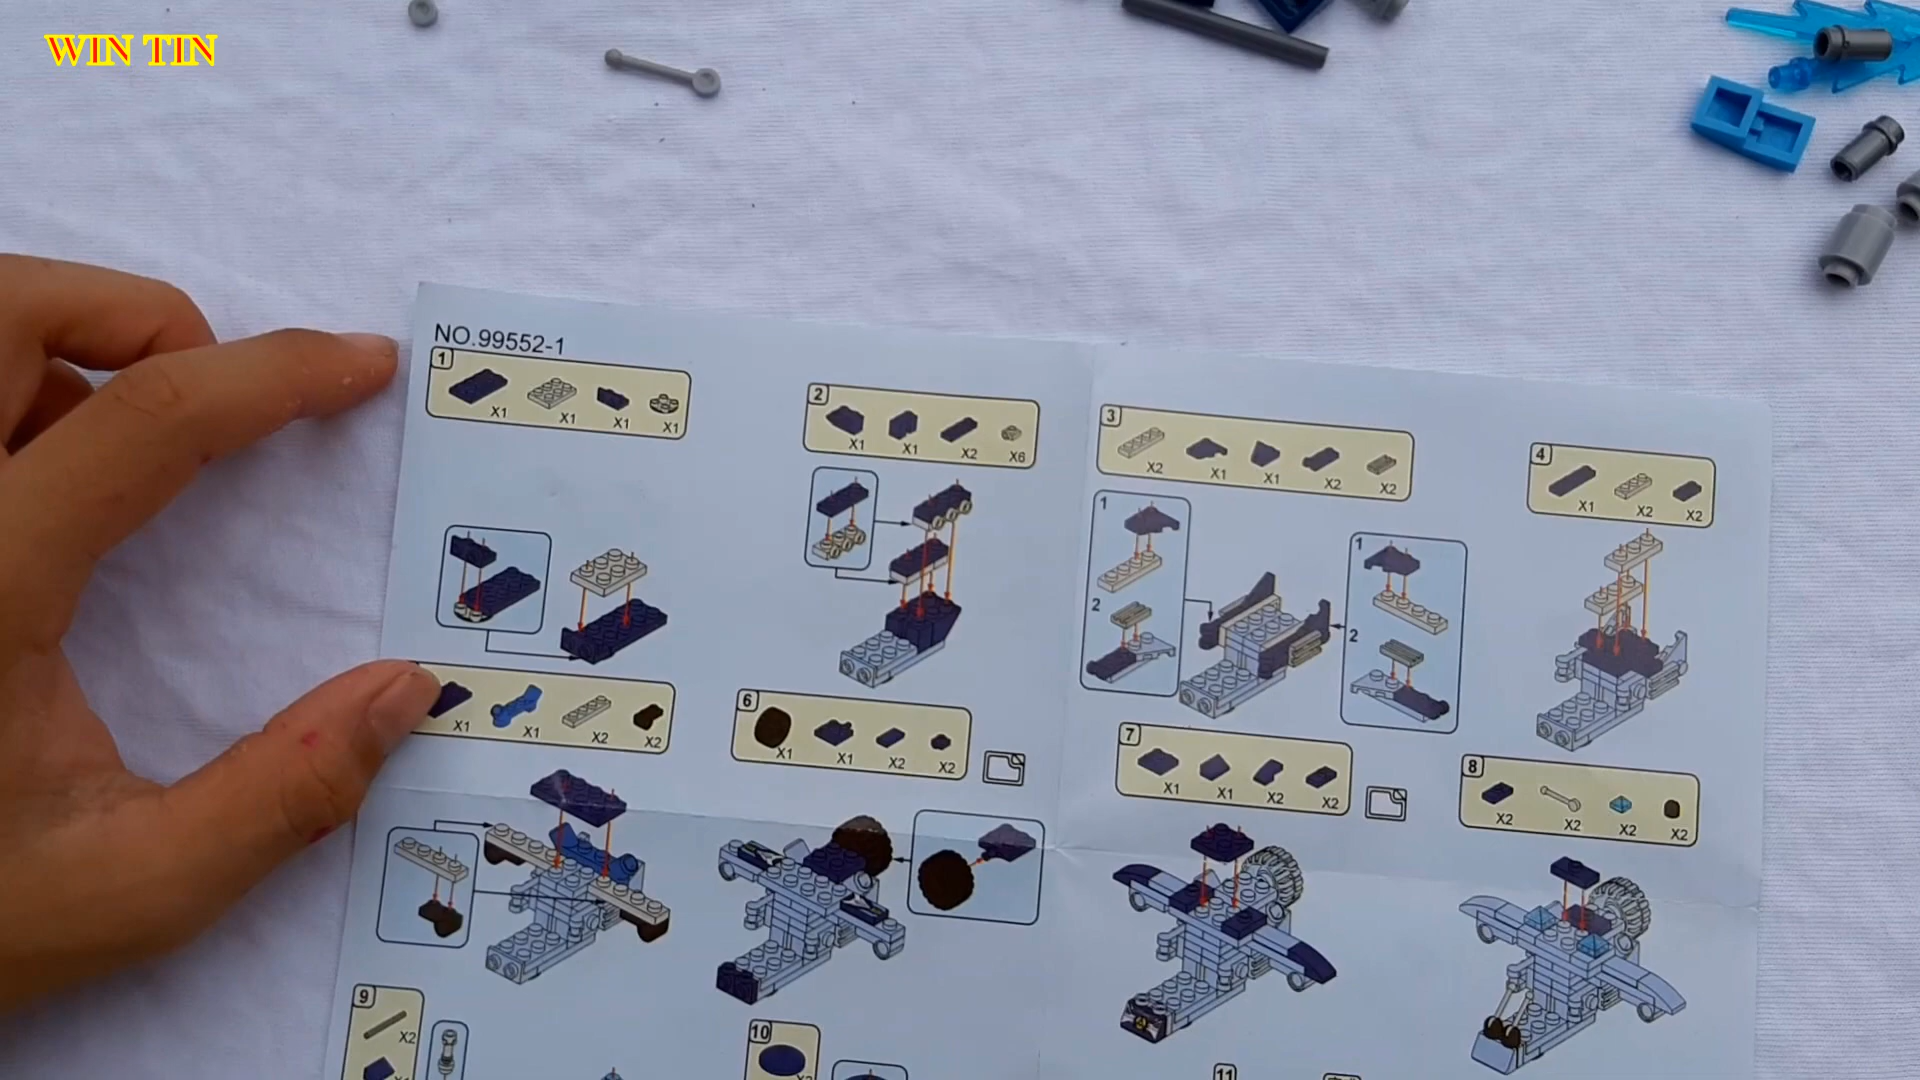 WIN TIN
NO.99552-1
1
X1 X1 X1 X1
2
X1 X1 X2 X6
3
X2 X1 X1 X2 X2
4
X1 X2 X2
1
2
1
2
X1 X1 X2 X2
6
X1 X1 X2 X2
7
X1 X1 X2 X2
8
X2 X2 X2 X2
9
X2
10
11